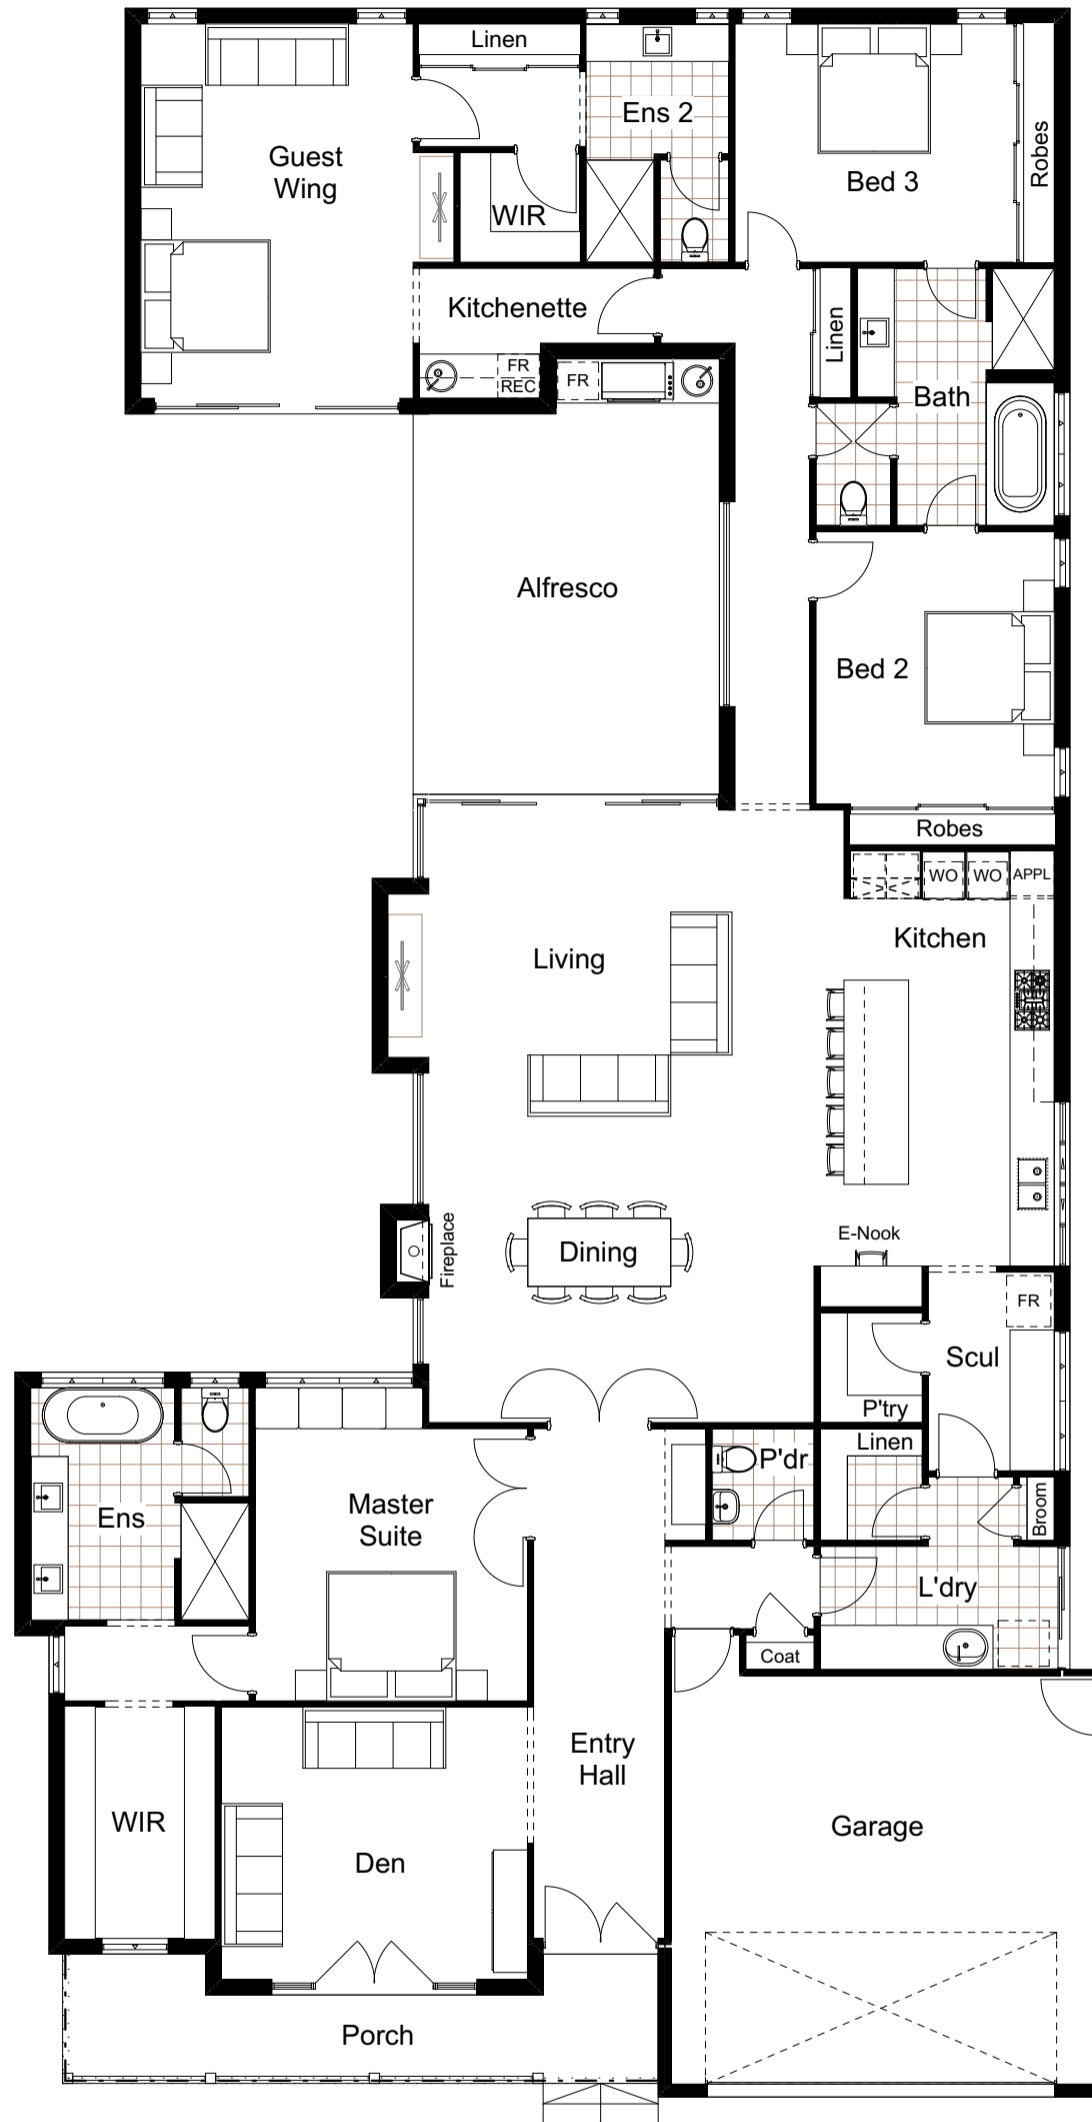 Linen
Ens 2
Guest
Wing
Bed 3
Robes
WIR
Kitchenette
Linen
FR
REC
FR
Bath
Alfresco
Bed 2
Robes
WO
WO
APPL
Kitchen
Living
E-Nook
Fireplace
Dining
FR
Scul
P'try
Linen
P'dr
Master
Suite
Ens
Broom
L'dry
Coat
Entry
Hall
WIR
Den
Garage
Porch